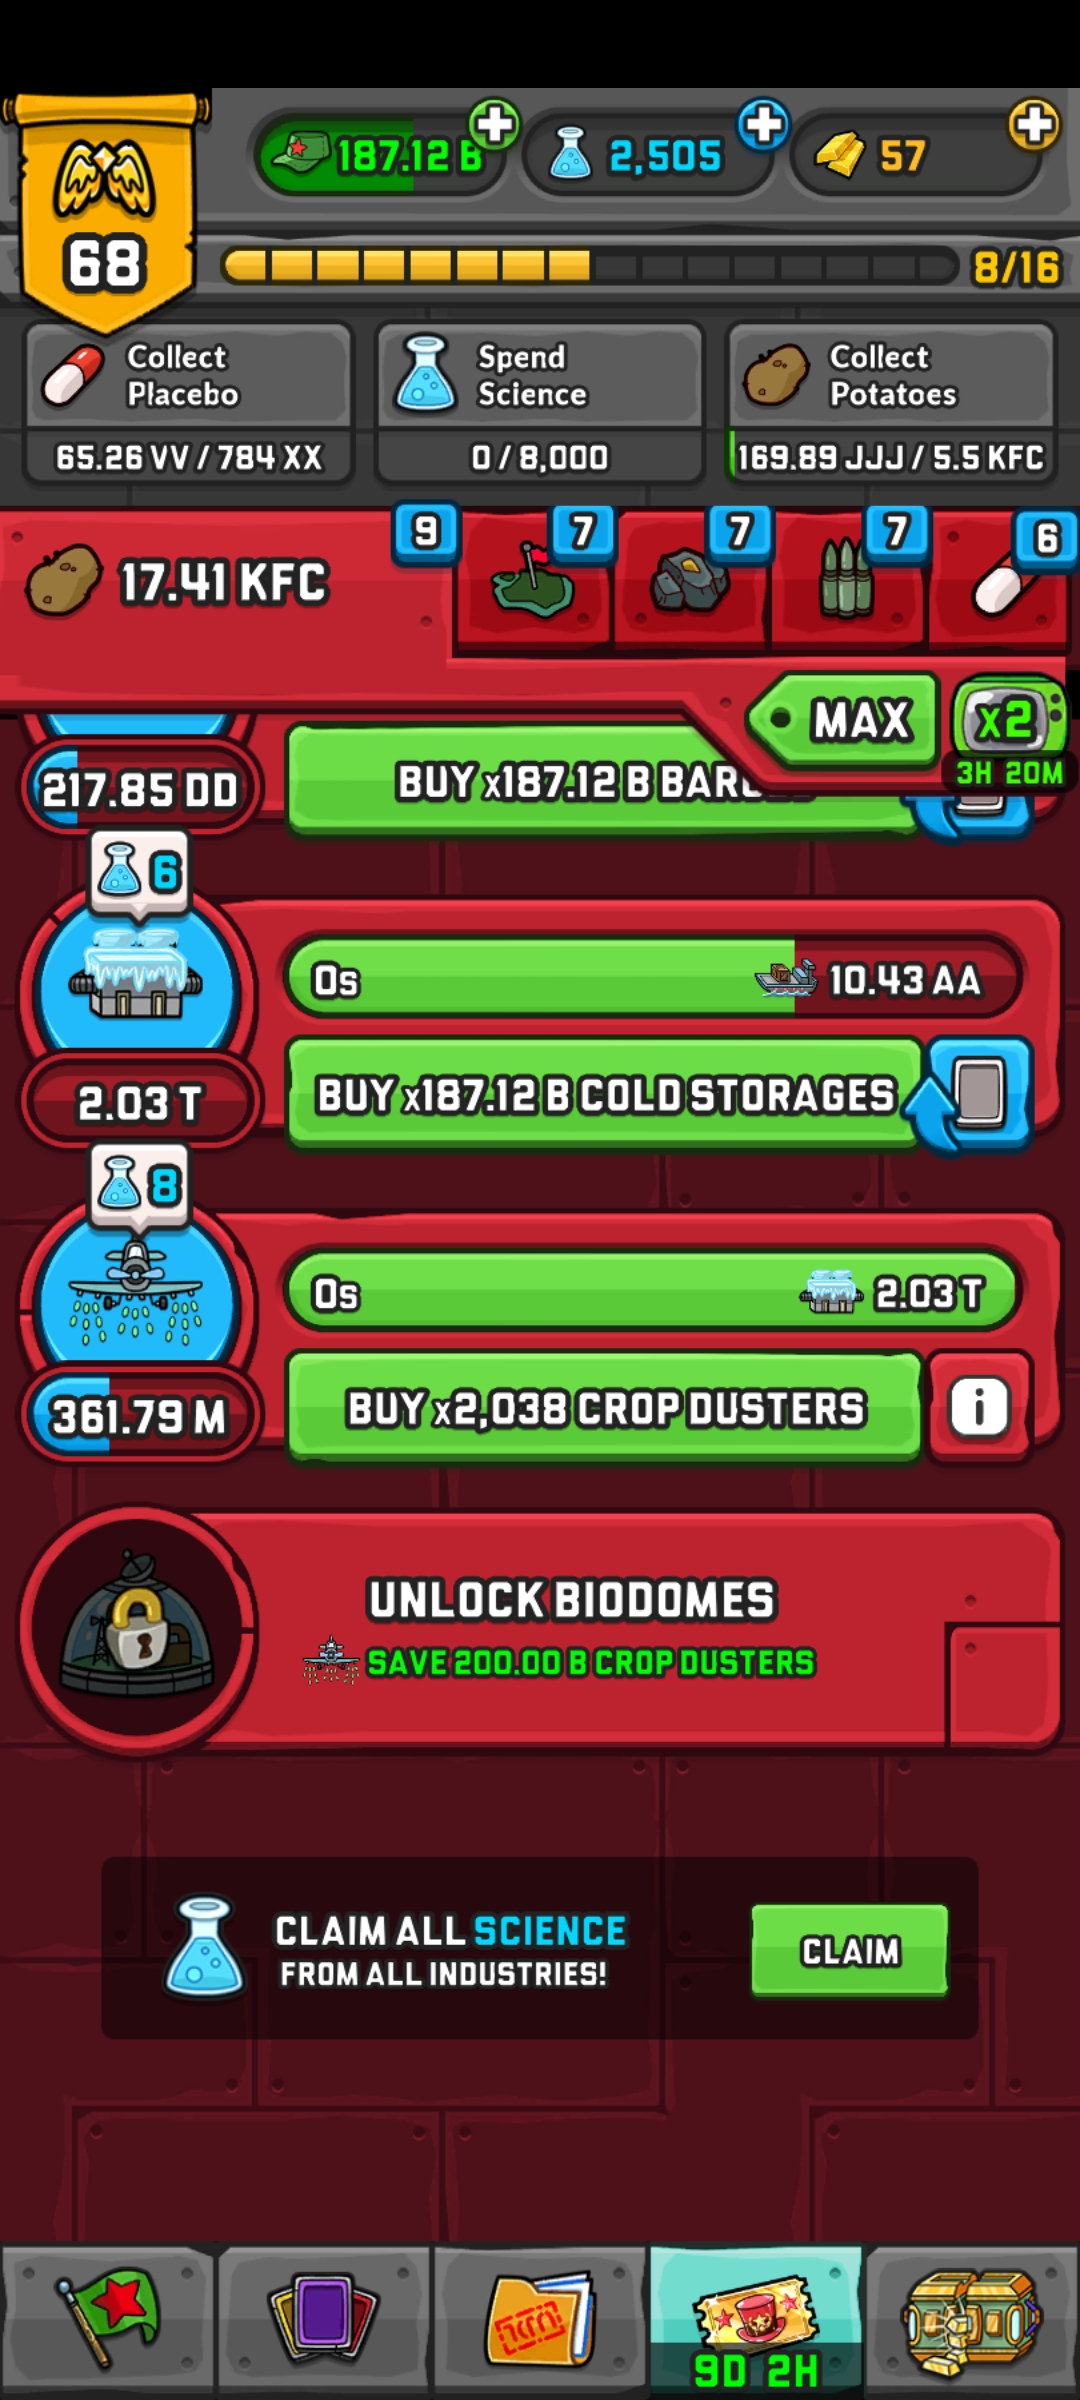 187.12 B
2,505
57
68
8/16
Collect
Placebo
65.26 VV / 784 XX
Spend
Science
0 / 8,000
Collect
Potatoes
169.89 JJJ / 5.5 KFC
17.41 KFC
9
7
7
7
6
MAX
x2
3H 20M
217.85 DD
BUY x187.12 B
6
0s
10.43 AA
2.03 T
BUY x187.12 B COLD STORAGES
8
0s
2.03 T
361.79 M
BUY x2,038 CROP DUSTERS
i
UNLOCK BIODOMES
SAVE 200.00 B CROP DUSTERS
CLAIM ALL SCIENCE
FROM ALL INDUSTRIES!
CLAIM
9D 2H